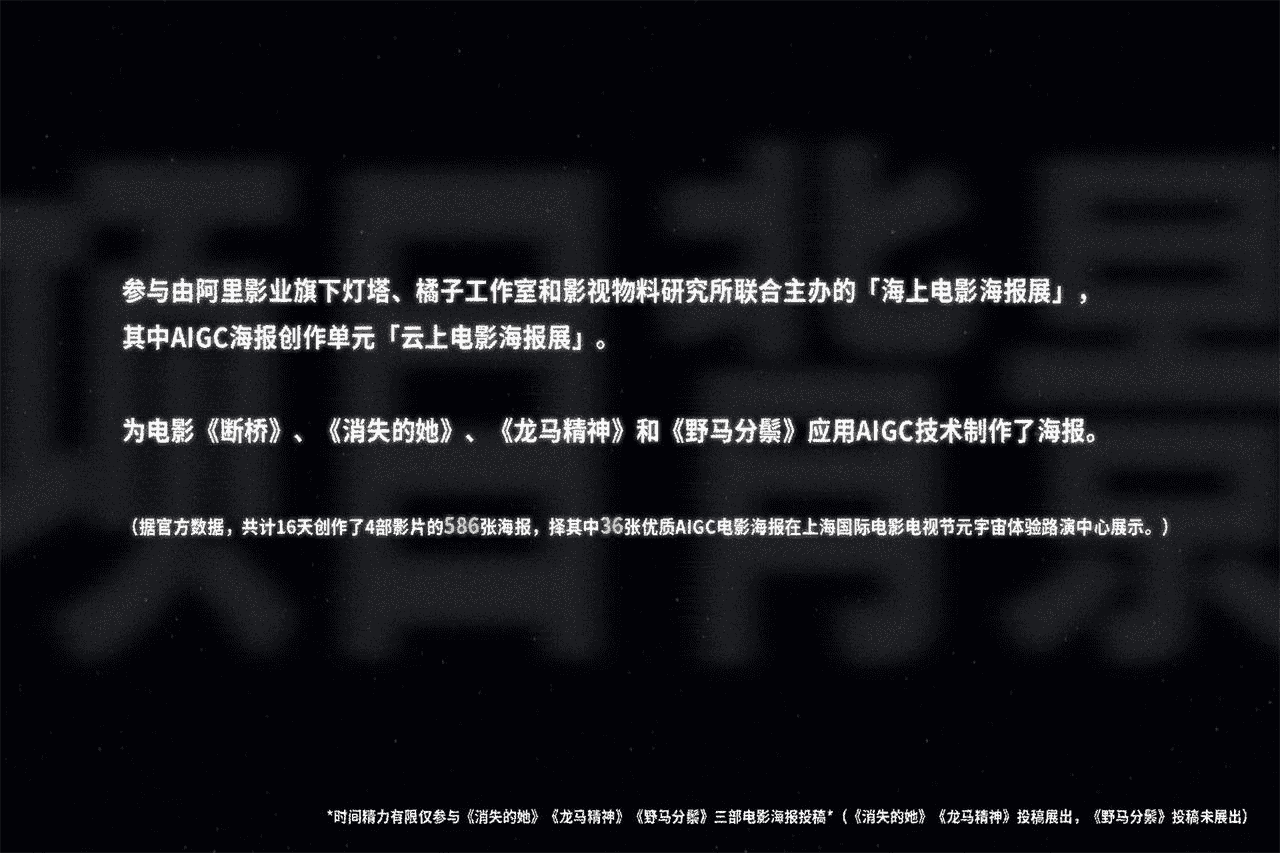 项目背景
参与由阿里影业旗下灯塔、橘子工作室和影视物料研究所联合主办的「海上电影海报展」，
其中AIGC海报创作单元「云上电影海报展」。
为电影《断桥》、《消失的她》、《龙马精神》和《野马分鬃》应用AIGC技术制作了海报。
（据官方数据，共计16天创作了4部影片的586张海报，择其中36张优质AIGC电影海报在上海国际电影电视节元宇宙体验路演中心展示。）
*时间精力有限仅参与《消失的她》《龙马精神》《野马分鬃》三部电影海报投稿*（《消失的她》《龙马精神》投稿展出，《野马分鬃》投稿未展出）